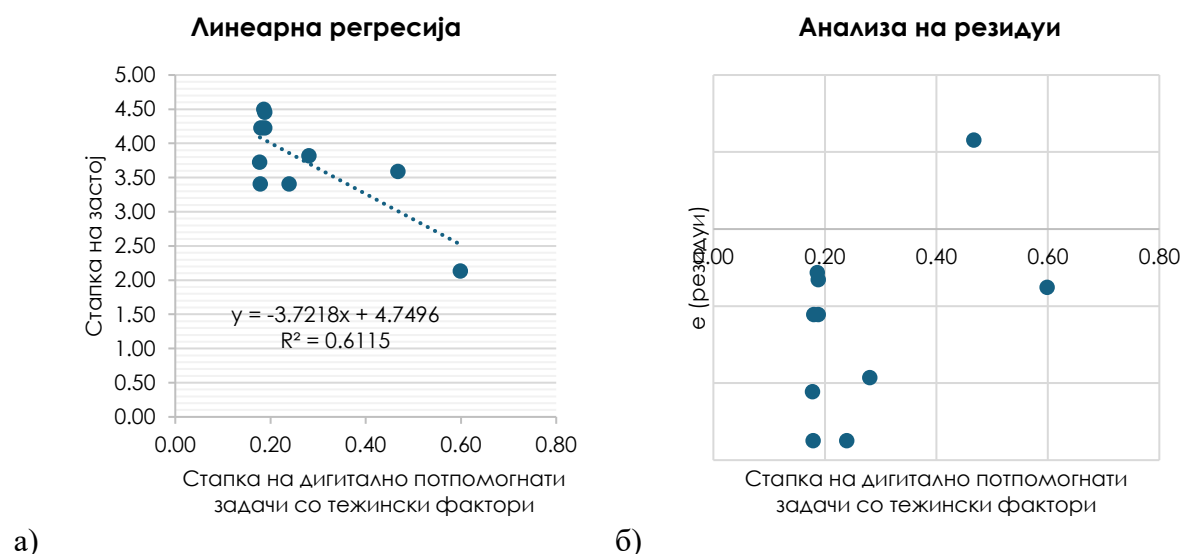 Линеарна регресија
5.00
4.50
4.00
3.50
3.00
2.50
2.00
1.50
1.00
0.50
0.00
Стапка на застој
y = -3.7218x + 4.7496
R² = 0.6115
0.00 0.20 0.40 0.60 0.80
Стапка на дигитално потпомогнати
задачи со тежински фактори
а)
Анализа на резидуи
е (резидуи)
0.00 0.20 0.40 0.60 0.80
Стапка на дигитално потпомогнати
задачи со тежински фактори
б)